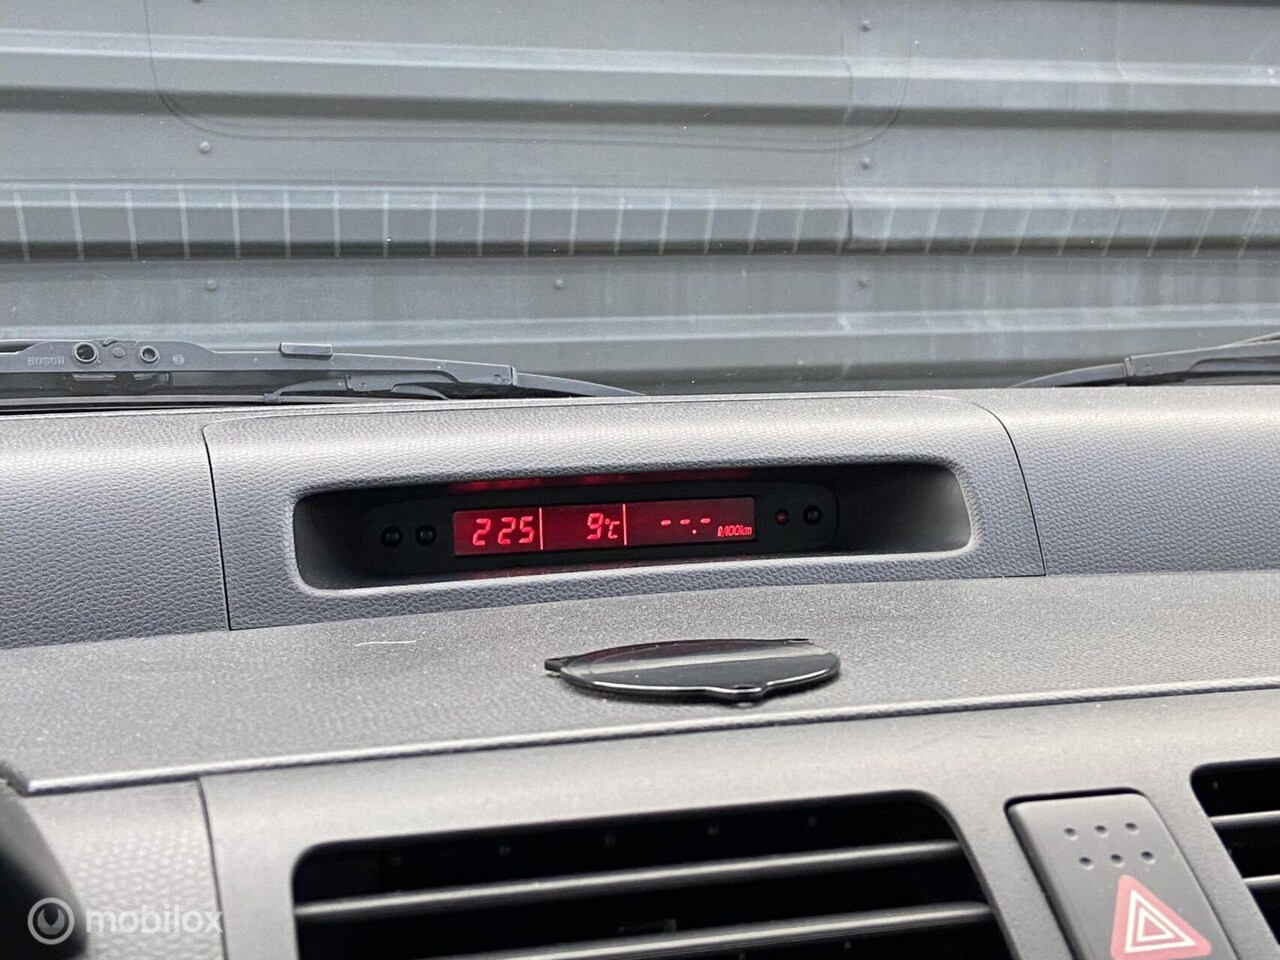 BOSCH
2 25 9°C --.- ℓ/100km
mobilox